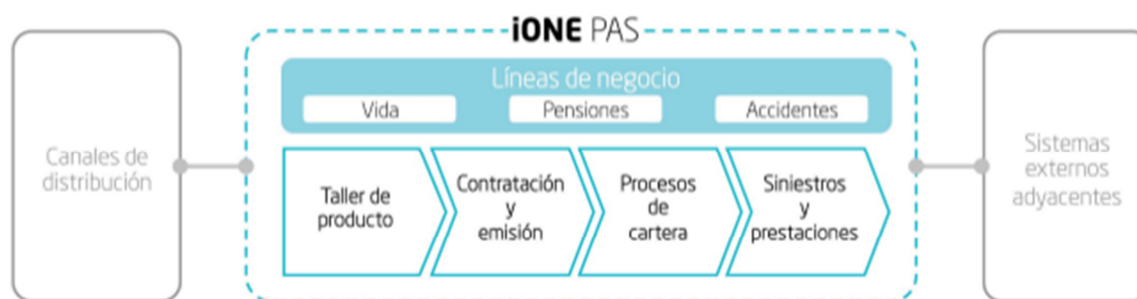 iONE PAS
Líneas de negocio
Vida
Pensiones
Accidentes
Canales de
distribución
Taller de
producto
Contratación
y
emisión
Procesos
de
cartera
Siniestros
y
prestaciones
Sistemas
externos
adyacentes